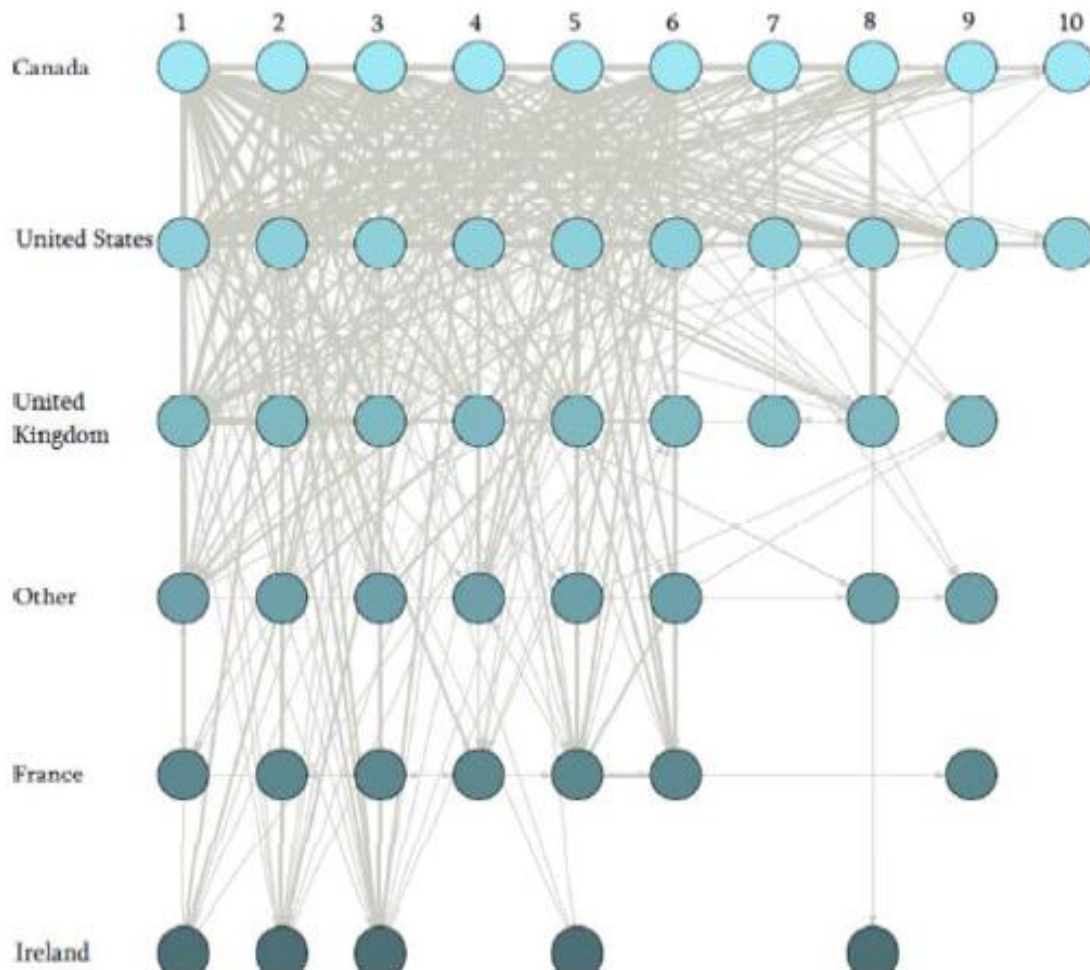 1 2 3 4 5 6 7 8 9 10
Canada
United States
United
Kingdom
Other
France
Ireland